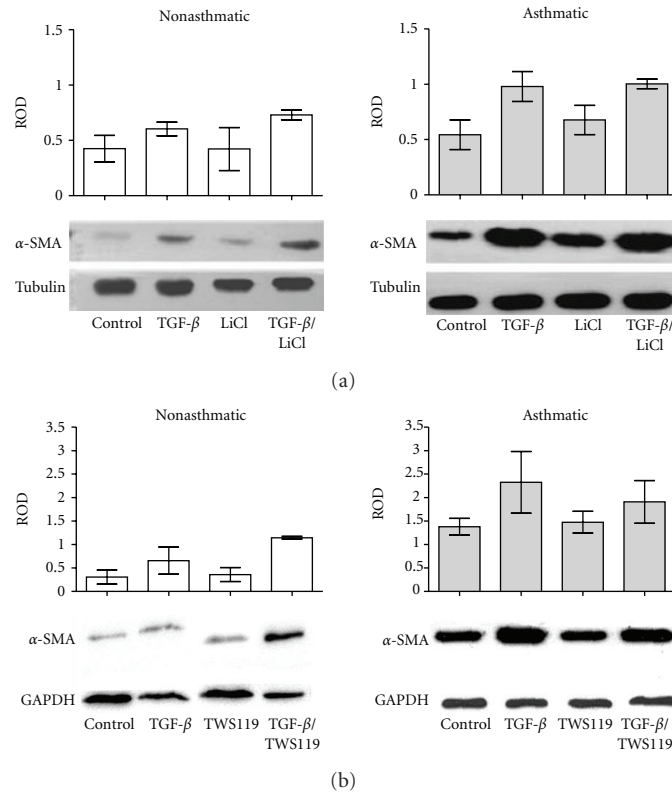 Nonasthmatic
ROD
1
0.5
0
α-SMA
Tubulin
Control TGF-β LiCl TGF-β/
LiCl
Asthmatic
ROD
1.5
1
0.5
0
α-SMA
Tubulin
Control TGF-β LiCl TGF-β/
LiCl
(a)
Nonasthmatic
ROD
3.5
3
2.5
2
1.5
1
0.5
0
α-SMA
GAPDH
Control TGF-β TWS119 TGF-β/
TWS119
Asthmatic
ROD
3.5
3
2.5
2
1.5
1
0.5
0
α-SMA
GAPDH
Control TGF-β TWS119 TGF-β/
TWS119
(b)